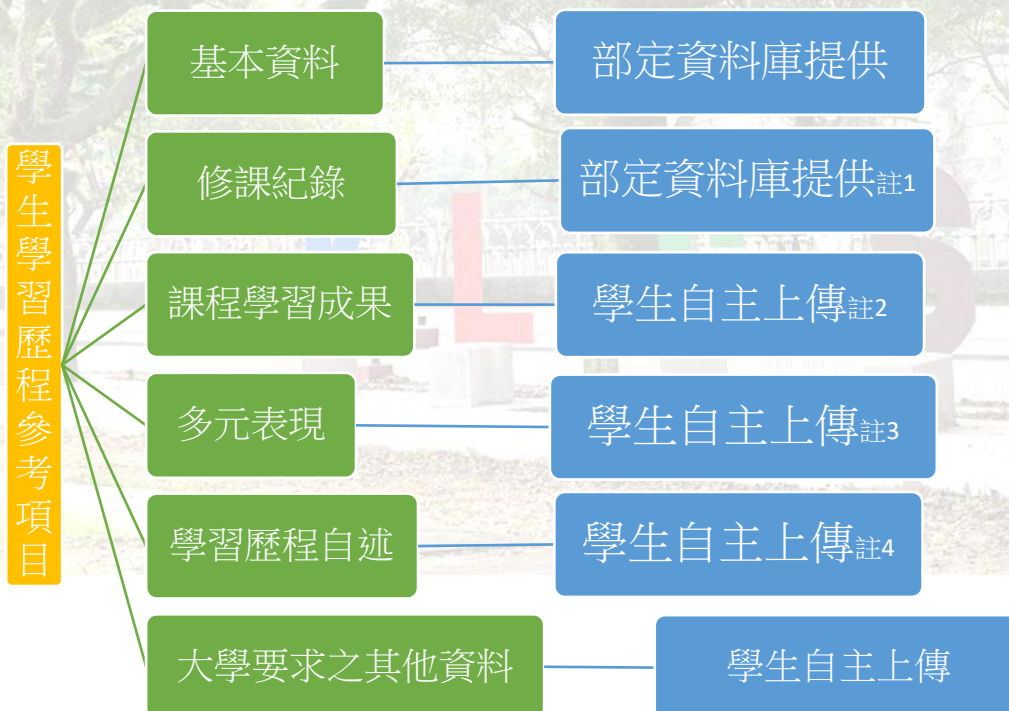 學生學習歷程參考項目
基本資料
部定資料庫提供
修課紀錄
部定資料庫提供註1
課程學習成果
學生自主上傳註2
多元表現
學生自主上傳註3
學習歷程自述
學生自主上傳註4
大學要求之其他資料
學生自主上傳